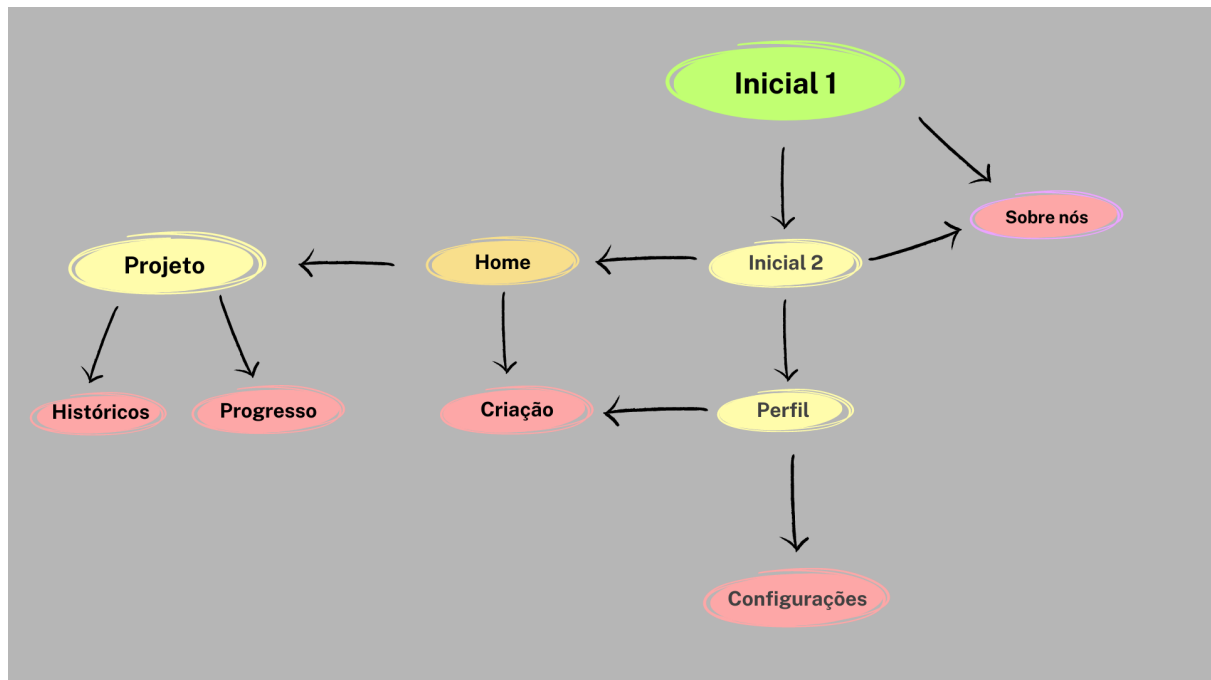 Inicial 1
Sobre nós
Projeto
Home
Inicial 2
Históricos
Progresso
Criação
Perfil
Configurações